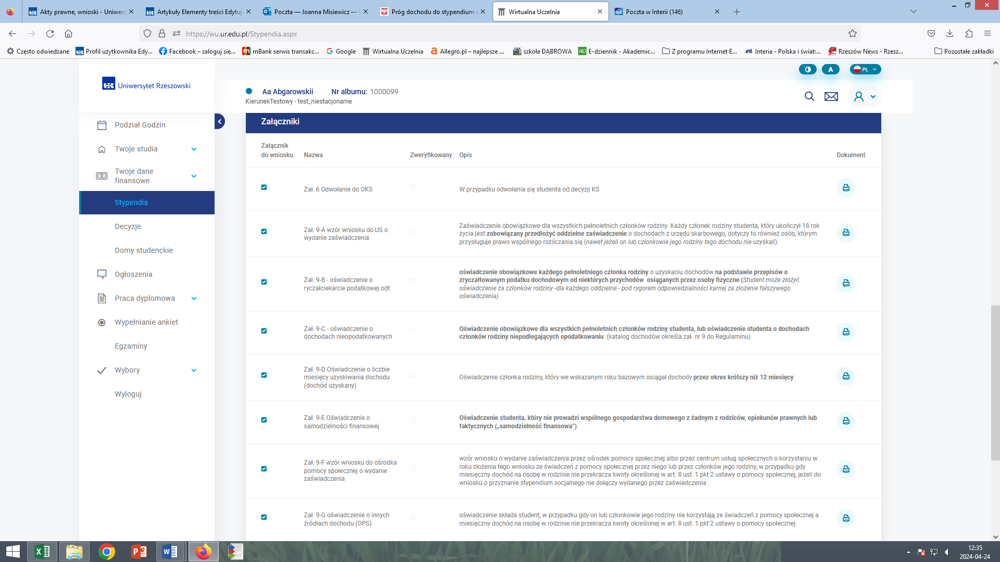 Akty prawne, wnioski - Uniwersy
Artykuły Elementy treści Edytuj
Poczta — Joanna Misiewicz —
Próg dochodu do stypendium s
Wirtualna Uczelnia
Poczta w Interii (146)
https://wu.ur.edu.pl/Stypendia.aspx
Często odwiedzane
Profil użytkownika Edy...
Facebook – zaloguj się...
mBank serwis transakc...
Google
Wirtualna Uczelnia
Allegro.pl – najlepsze ...
szkoła DĄBROWA
E-dziennik - Akademic...
Z programu Internet E...
int Interia - Polska i świat:...
Rzeszów News - Rzesz...
Pozostałe zakładki
A
PL
UR Uniwersytet Rzeszowski
Aa Abgarowskii Nr albumu: 1000099
KierunekTestowy - test_niestacjonarne
Podział Godzin
Twoje studia
Twoje dane
finansowe
Stypendia
Decyzje
Domy studenckie
Ogłoszenia
Praca dyplomowa
Wypełnianie ankiet
Egzaminy
Wybory
Wyloguj
Załączniki
Załącznik
do wniosku Nazwa Zweryfikowany Opis Dokument
Zał. 6 Odwołanie do OKS
W przypadku odwołania się studenta od decyzji KS
Zał. 9-A wzór wniosku do US o
wydanie zaświadczenia
Zaświadczenie obowiązkowe dla wszystkich pełnoletnich członków rodziny. Każdy członek rodziny studenta, który ukończył 18 rok
życia jest zobowiązany przedłożyć oddzielne zaświadczenie o dochodach z urzędu skarbowego, dotyczy to również osób, którym
przysługuje prawo wspólnego rozliczania się (nawet jeżeli on lub członkowie jego rodziny tego dochodu nie uzyskali).
Zał. 9-B - oświadczenie o
ryczałciekarcie podatkowej.odt
oświadczenie obowiązkowe każdego pełnoletniego członka rodziny o uzyskaniu dochodów na podstawie przepisów o
zryczałtowanym podatku dochodowym od niektórych przychodów osiąganych przez osoby fizyczne (Student może złożyć
oświadczenie za członków rodziny -dla każdego oddzielne - pod rygorem odpowiedzialności karnej za złożenie fałszywego
oświadczenia)
Zał. 9-C - oświadczenie o
dochodach nieopodatkowanych
Oświadczenie obowiązkowe dla wszystkich pełnoletnich członków rodziny studenta, lub oświadczenie studenta o dochodach
członków rodziny niepodlegających opodatkowaniu (katalog dochodów określa zał. nr 9 do Regulaminu)
Zał. 9-D Oświadczenie o liczbie
miesięcy uzyskiwania dochodu
(dochód uzyskany)
Oświadczenie członka rodziny, który we wskazanym roku bazowym osiągał dochody przez okres krótszy niż 12 miesięcy
Zał. 9-E Oświadczenie o
samodzielności finansowej
Oświadczenie studenta, który nie prowadzi wspólnego gospodarstwa domowego z żadnym z rodziców, opiekunów prawnych lub
faktycznych („samodzielność finansowa”)
Zał. 9-F wzór wniosku do ośrodka
pomocy społecznej o wydanie
zaświadczenia
wzór wniosku o wydanie zaświadczenia przez ośrodek pomocy społecznej albo przez centrum usług społecznych o korzystaniu w
roku złożenia tego wniosku ze świadczeń z pomocy społecznej przez niego lub przez członków jego rodziny, w przypadku gdy
miesięczny dochód na osobę w rodzinie nie przekracza kwoty określonej w art. 8 ust. 1 pkt 2 ustawy o pomocy społecznej, jeżeli do
wniosku o przyznanie stypendium socjalnego nie dołączy wydanego przez zaświadczenia
Zał. 9-G oświadczenie o innych
źródłach dochodu (OPS)
oświadczenie składa student, w przypadku gdy on lub członkowie jego rodziny nie korzystają ze świadczeń z pomocy społecznej a
miesięczny dochód na osobę w rodzinie nie przekracza kwoty określonej w art. 8 ust. 1 pkt 2 ustawy o pomocy społecznej
12:35
2024-04-24